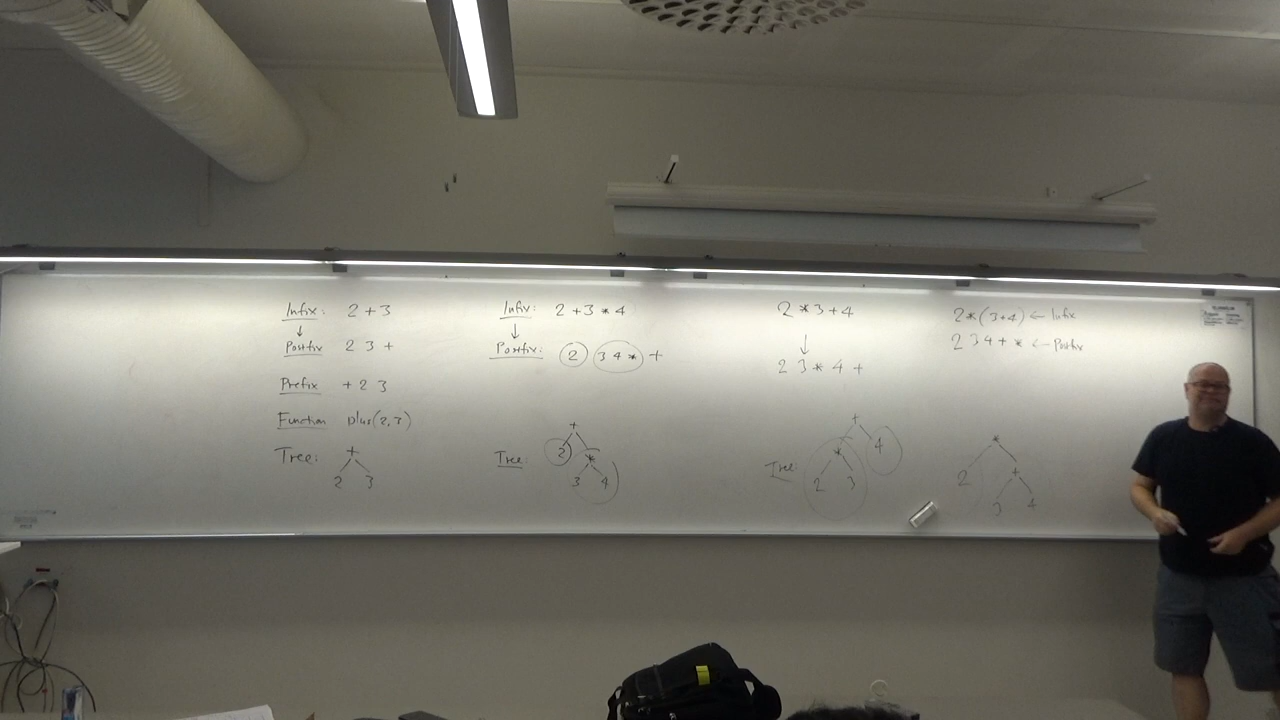 Infix: 2 + 3
↓
Postfix 2 3 +
Prefix + 2 3
Function plus(2,3)
Tree: +
2 3
Infix: 2 + 3 * 4
↓
Postfix: 2 3 4 * +
Tree: +
2 *
3 4
2 * 3 + 4
↓
2 3 * 4 +
Tree +
* 4
2 3
2 * (3+4) ← Infix
2 3 4 + * ← Postfix
*
2 +
3 4